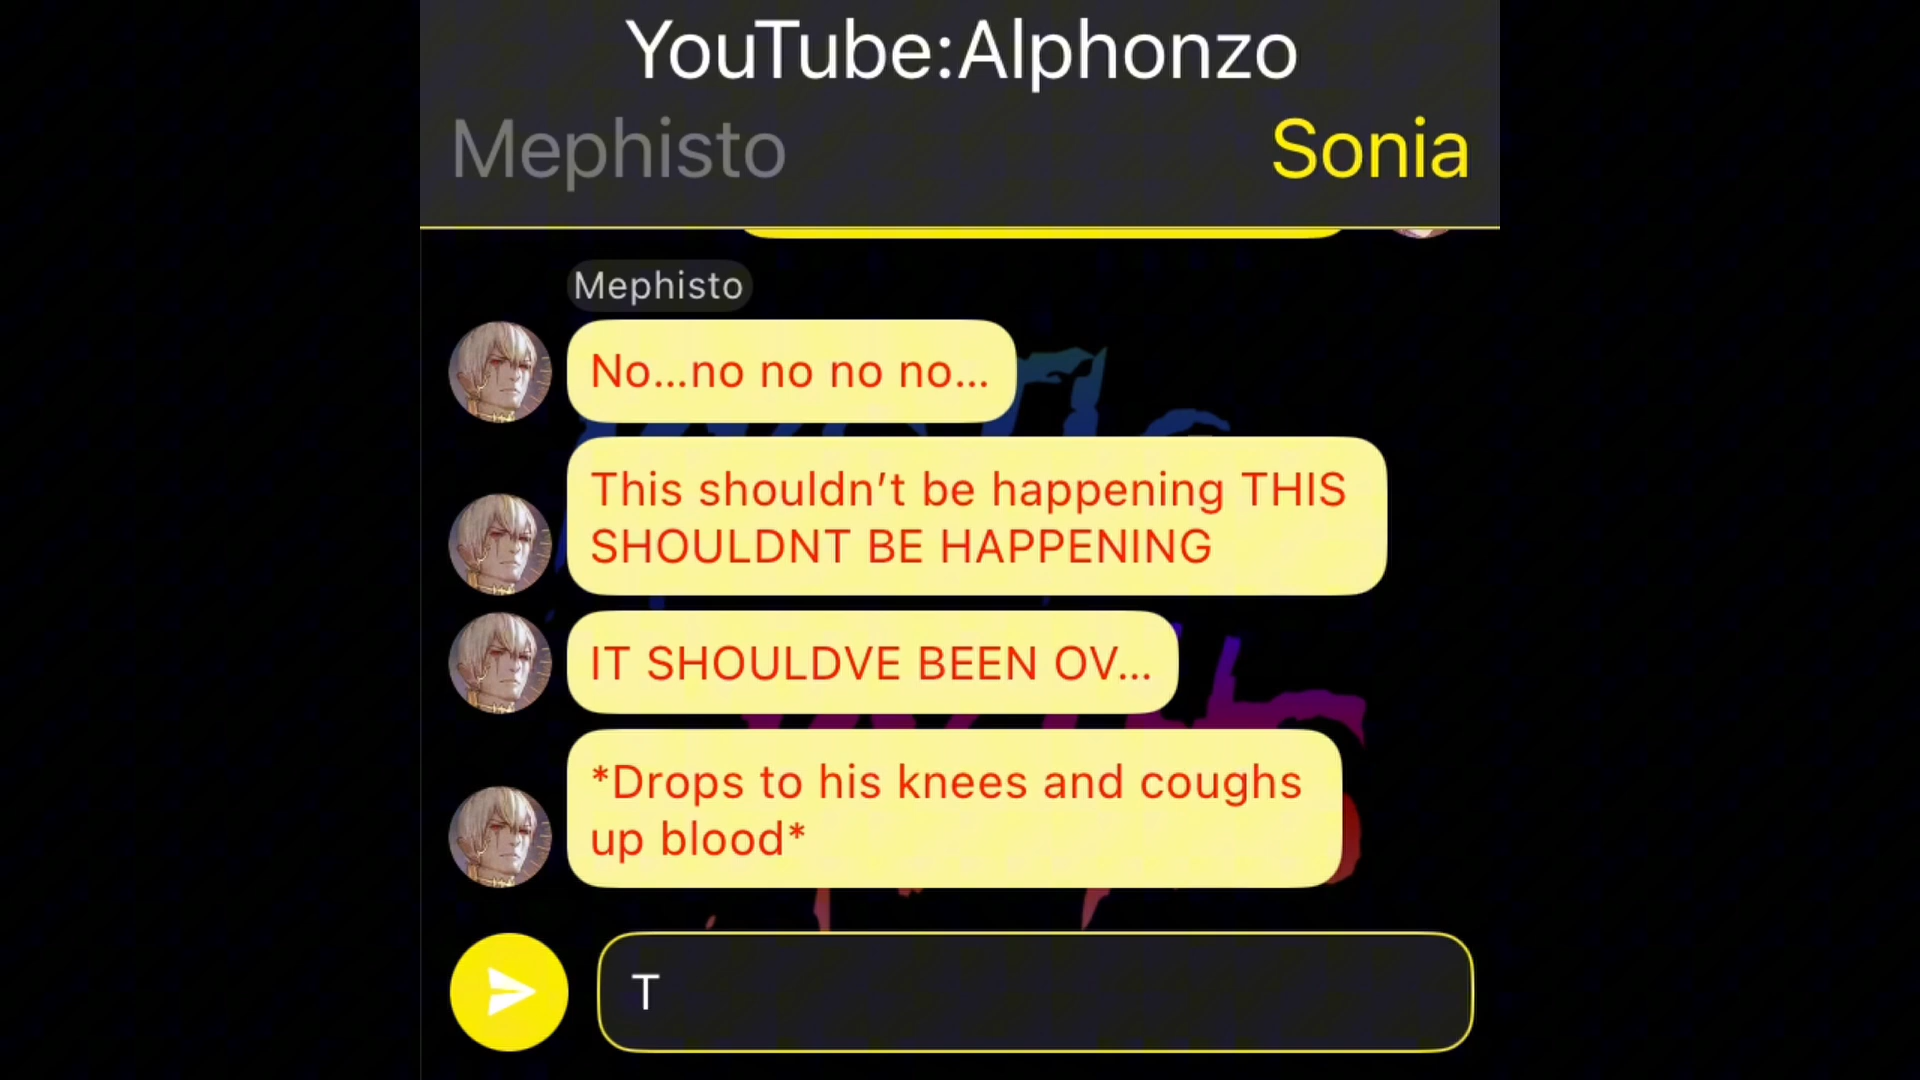 YouTube:Alphonzo
Mephisto
Sonia
Mephisto
No...no no no no...
This shouldn’t be happening THIS
SHOULDNT BE HAPPENING
IT SHOULDVE BEEN OV...
*Drops to his knees and coughs
up blood*
T